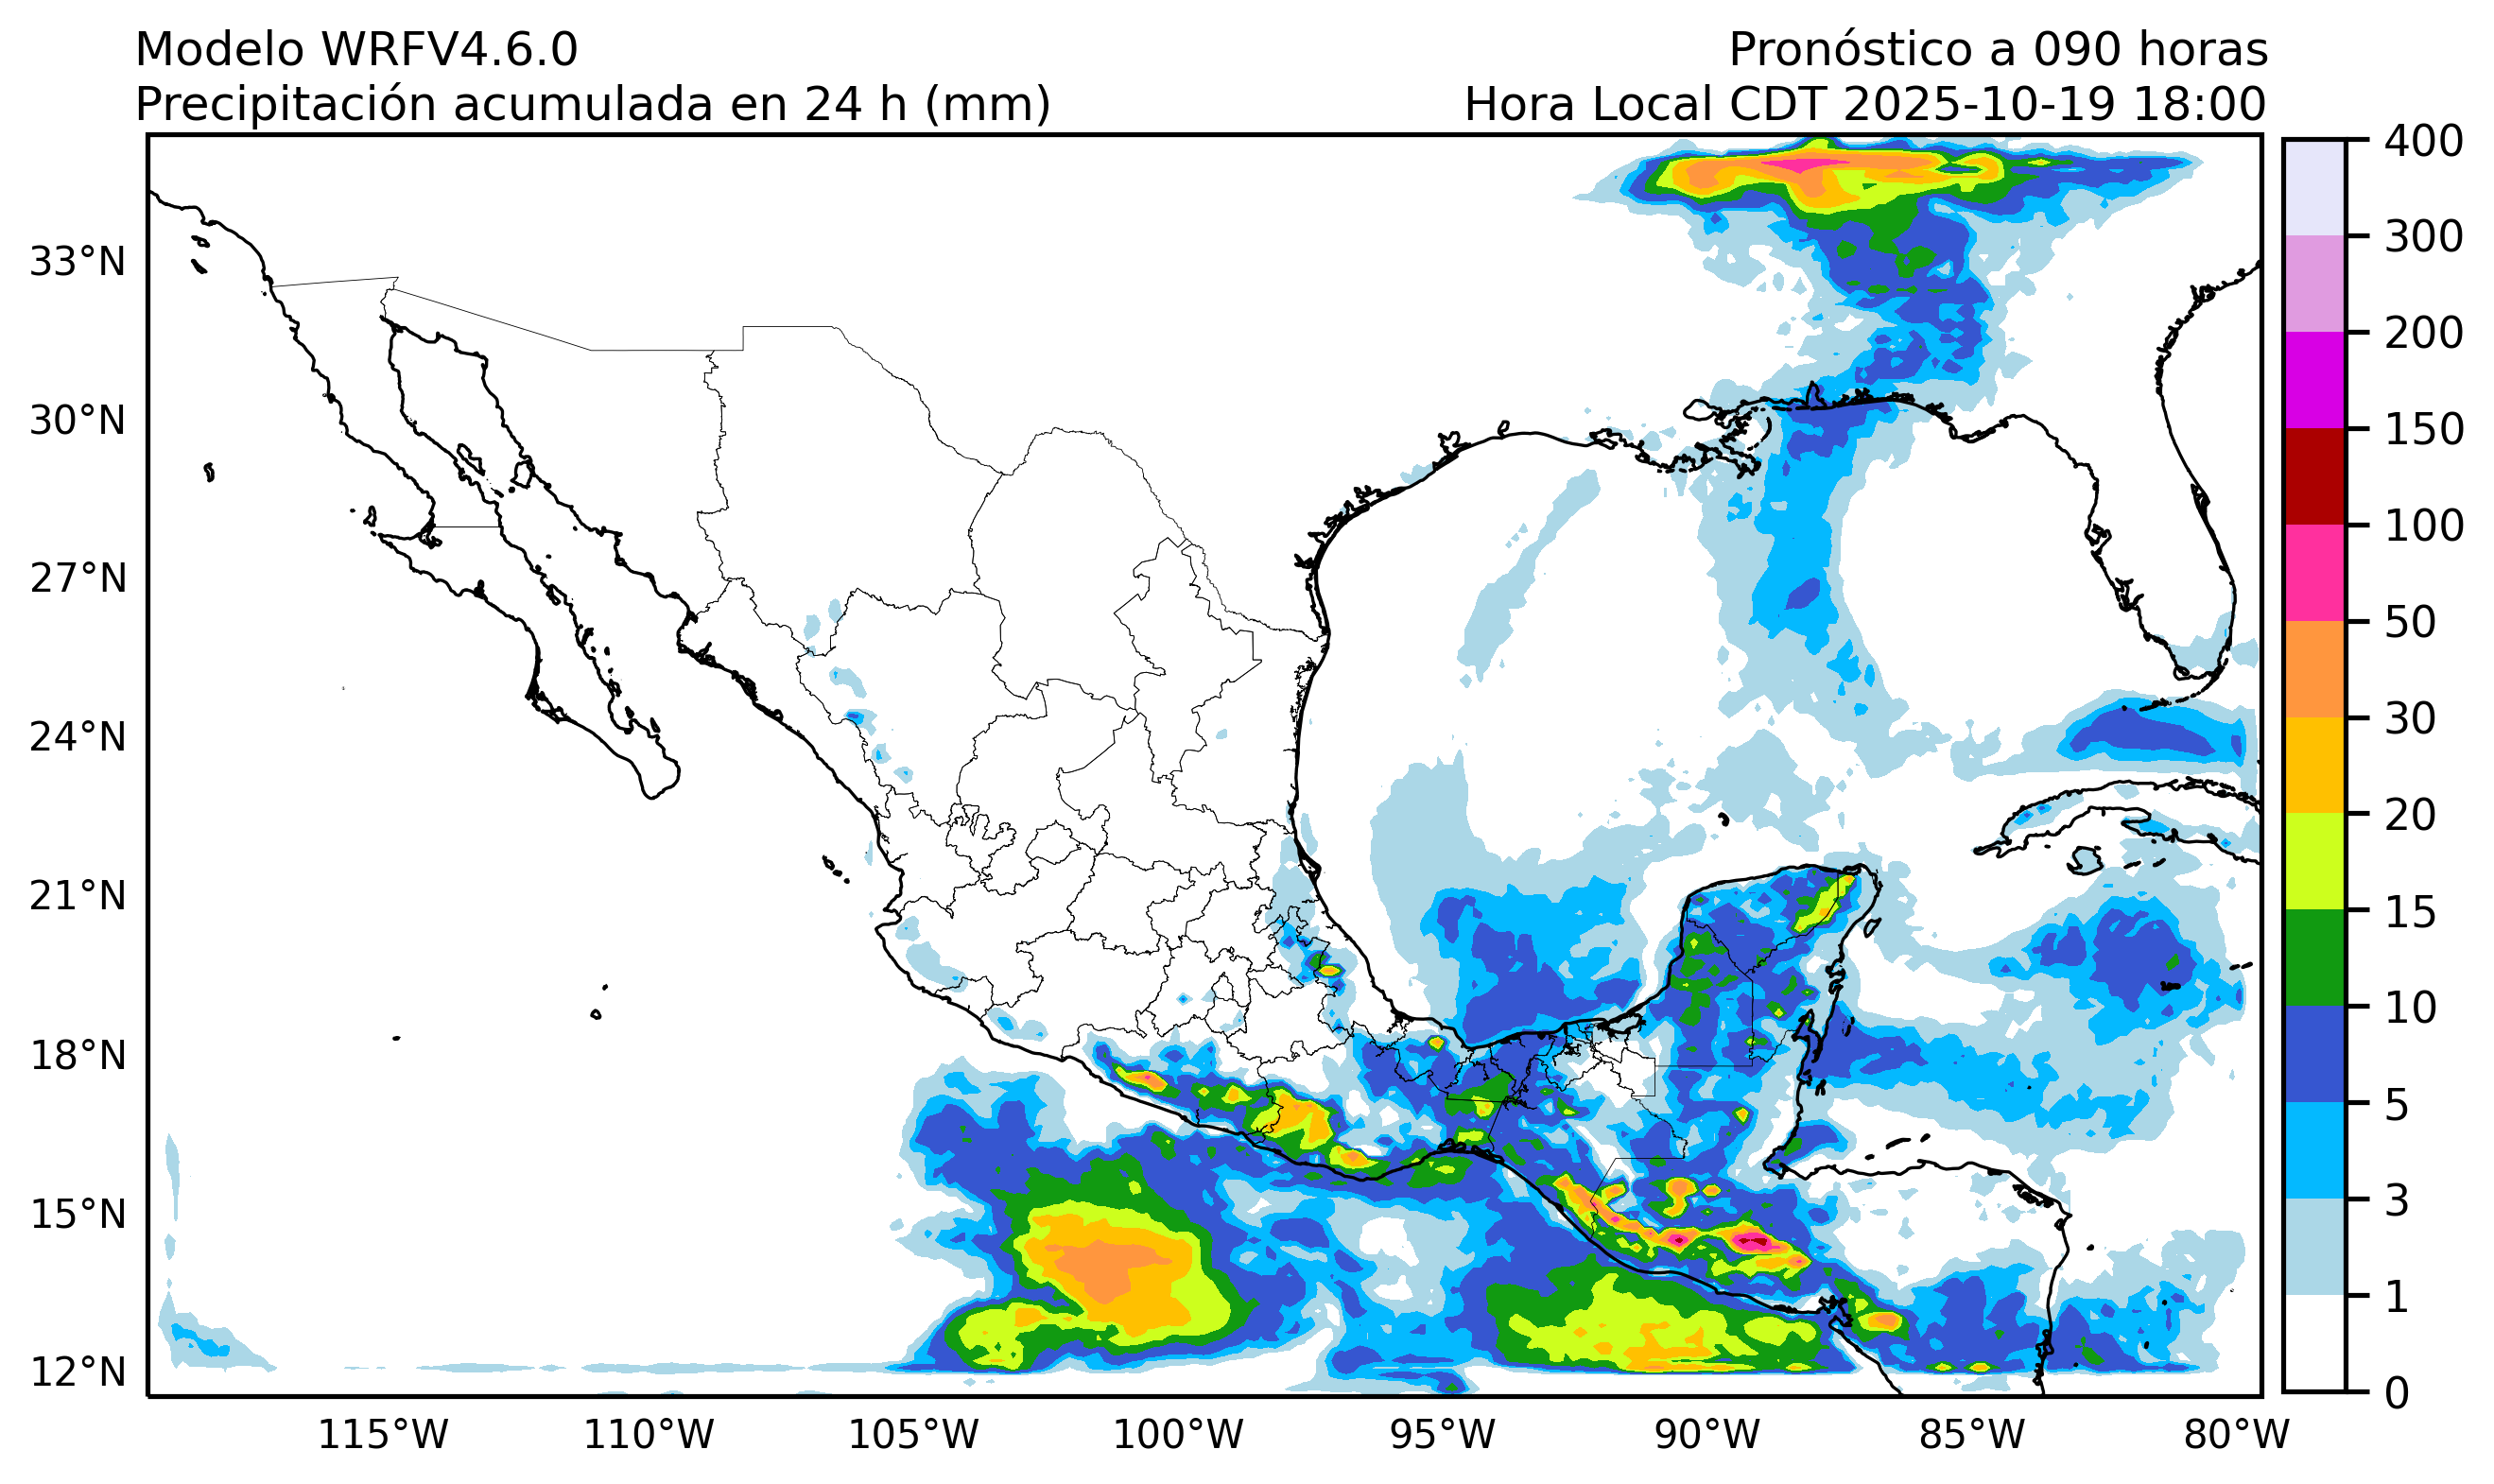 Modelo WRFV4.6.0
Pronóstico a 090 horas
Precipitación acumulada en 24 h (mm)
Hora Local CDT 2025-10-19 18:00
33°N
30°N
27°N
24°N
21°N
18°N
15°N
12°N
115°W
110°W
105°W
100°W
95°W
90°W
85°W
80°W
400
300
200
150
100
50
30
20
15
10
5
3
1
0